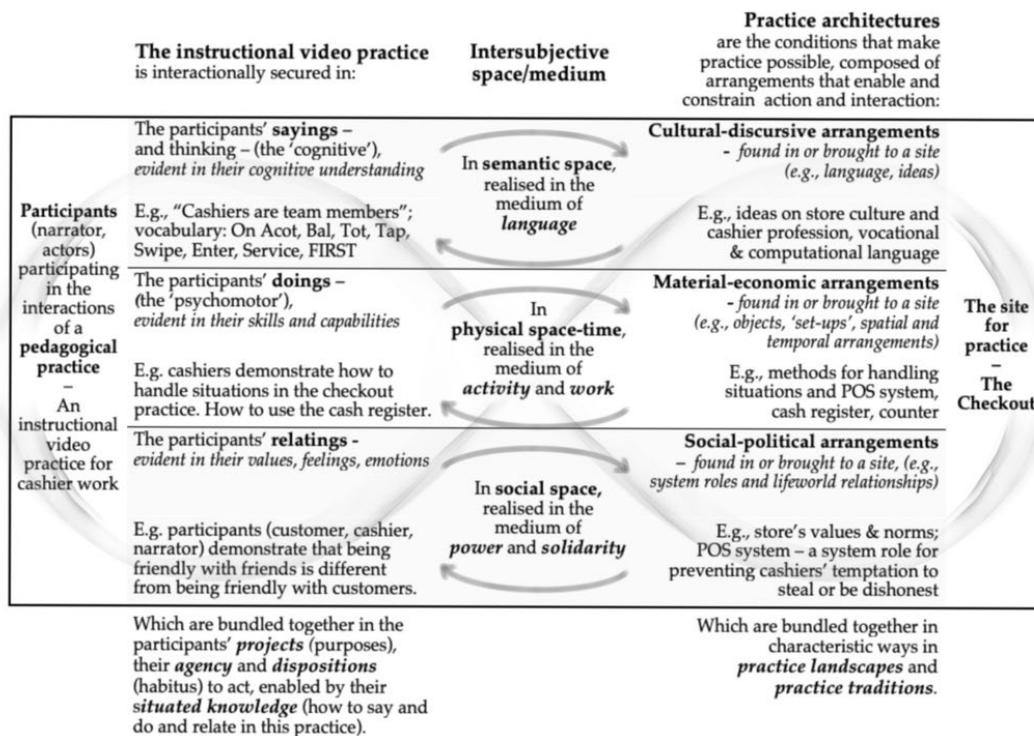 The instructional video practice
is interactionally secured in:
Intersubjective
space/medium
Practice architectures
are the conditions that make
practice possible, composed of
arrangements that enable and
constrain action and interaction:
Participants
(narrator,
actors)
participating
in the
interactions
of a
pedagogical
practice
–
An
instructional
video
practice for
cashier work
The participants' sayings –
and thinking – (the 'cognitive'),
evident in their cognitive understanding
E.g., "Cashiers are team members";
vocabulary: On Acot, Bal, Tot, Tap,
Swipe, Enter, Service, FIRST
In semantic space,
realised in the
medium of
language
Cultural-discursive arrangements
- found in or brought to a site
(e.g., language, ideas)
E.g., ideas on store culture and
cashier profession, vocational
& computational language
The participants' doings –
(the 'psychomotor'),
evident in their skills and capabilities
E.g. cashiers demonstrate how to
handle situations in the checkout
practice. How to use the cash register.
In
physical space-time,
realised in the
medium of
activity and work
Material-economic arrangements
- found in or brought to a site
(e.g., objects, 'set-ups', spatial and
temporal arrangements)
E.g., methods for handling
situations and POS system,
cash register, counter
The participants' relatings -
evident in their values, feelings, emotions
E.g. participants (customer, cashier,
narrator) demonstrate that being
friendly with friends is different
from being friendly with customers.
In social space,
realised in the
medium of
power and solidarity
Social-political arrangements
– found in or brought to a site, (e.g.,
system roles and lifeworld relationships)
E.g., store's values & norms;
POS system – a system role for
preventing cashiers' temptation to
steal or be dishonest
The site
for
practice
–
The
Checkout
Which are bundled together in the
participants' projects (purposes),
their agency and dispositions
(habitus) to act, enabled by their
situated knowledge (how to say and
do and relate in this practice).
Which are bundled together in
characteristic ways in
practice landscapes and
practice traditions.